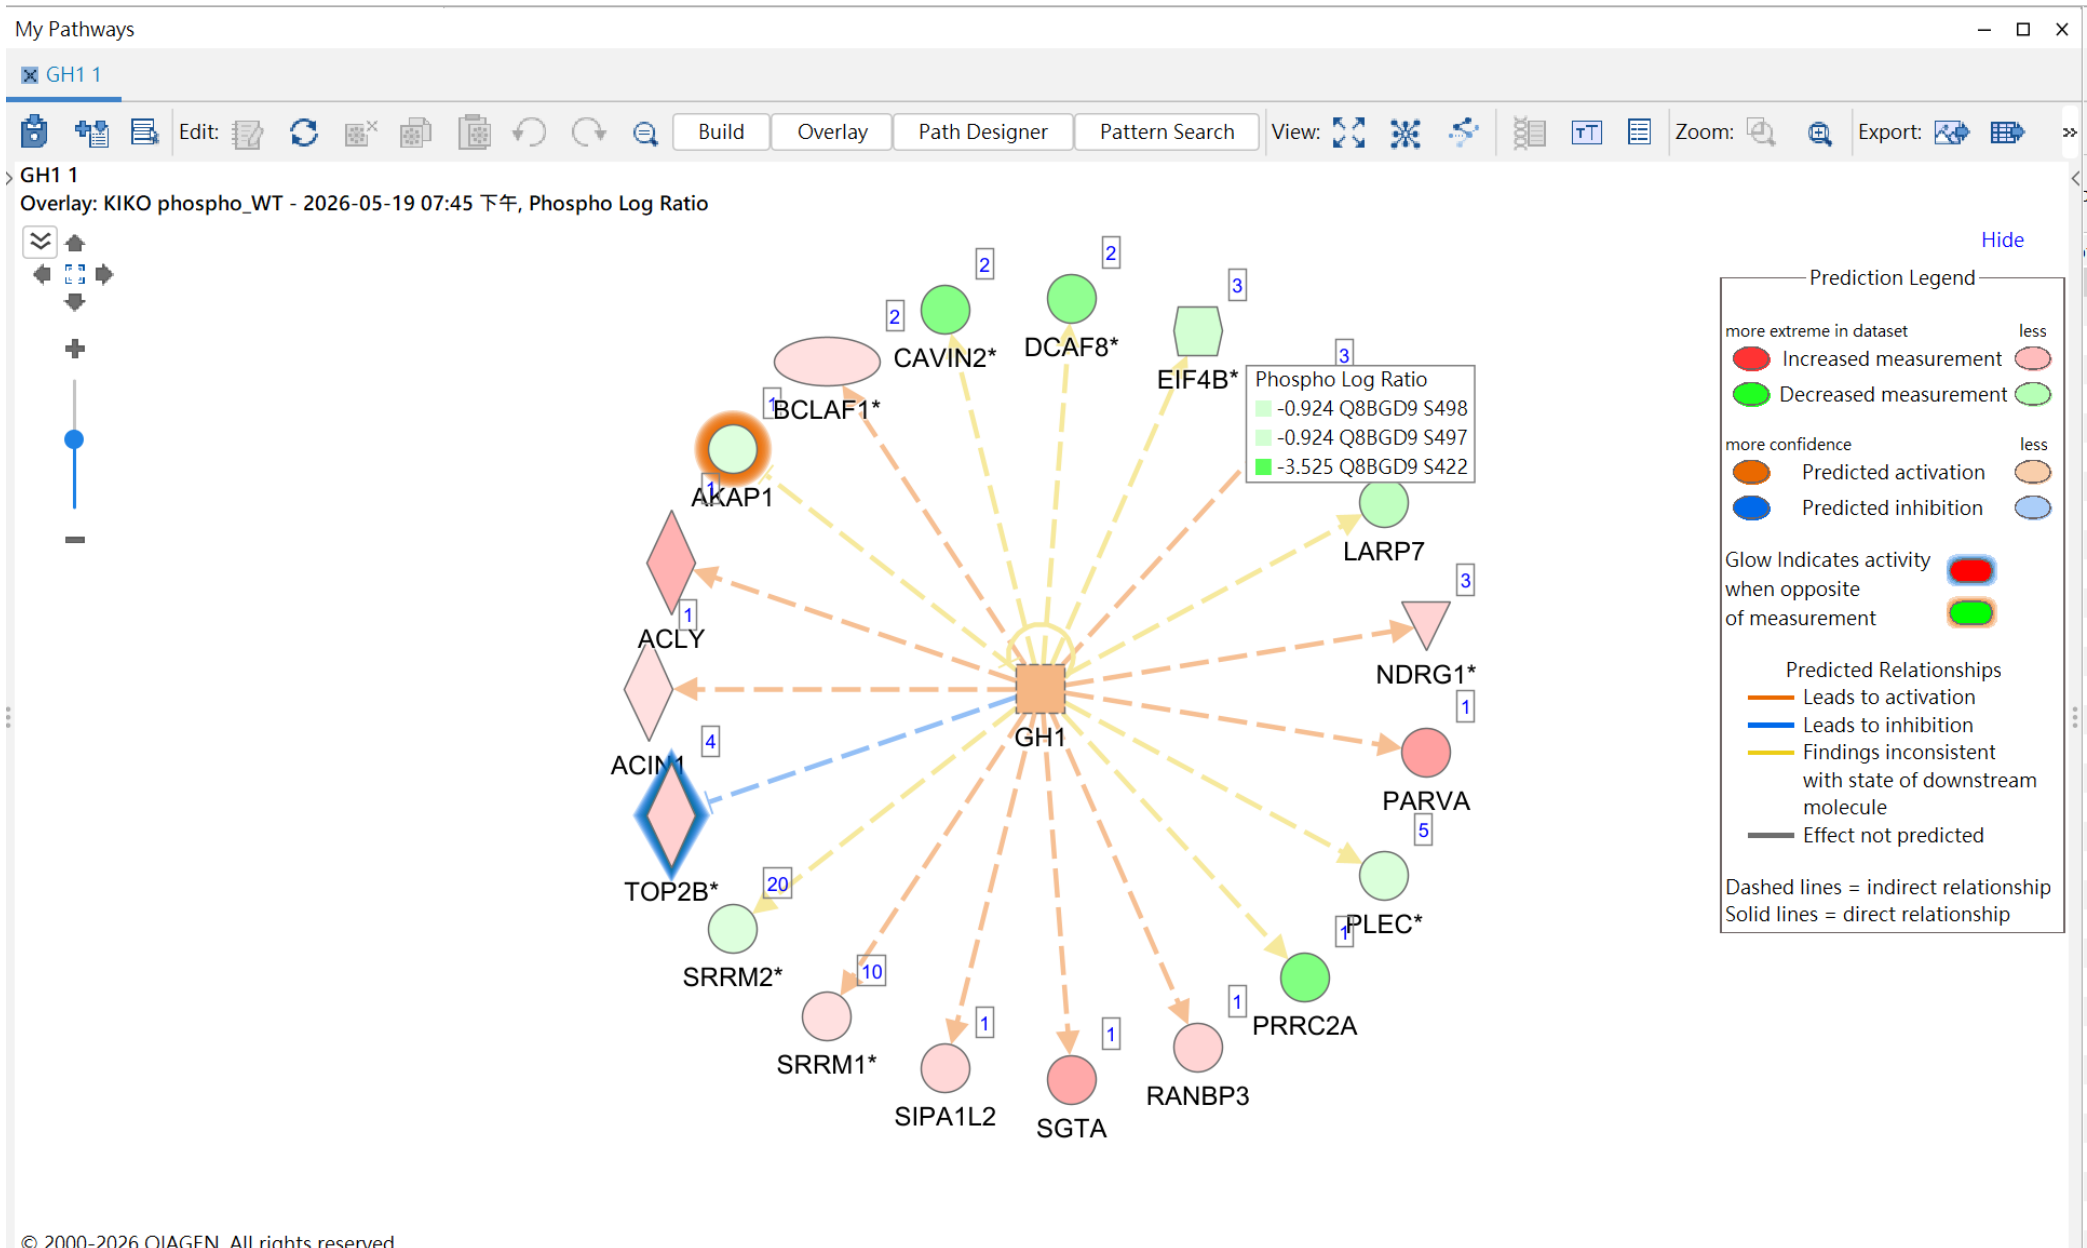 My Pathways
GH1 1
Edit:
Build
Overlay
Path Designer
Pattern Search
View:
Zoom:
Export:
GH1 1
Overlay: KIKO phospho_WT - 2026-05-19 07:45 下午, Phospho Log Ratio
Hide
2
2
3
2
CAVIN2*
DCAF8*
EIF4B*
3
Phospho Log Ratio
-0.924 Q8BGD9 S498
-0.924 Q8BGD9 S497
-3.525 Q8BGD9 S422
1
BCLAF1*
1
AKAP1
LARP7
3
1
ACLY
NDRG1*
1
GH1
4
ACIN1
PARVA
5
TOP2B*
20
PLEC*
1
SRRM2*
10
1
PRRC2A
1
1
SRRM1*
RANBP3
SIPA1L2
SGTA
Prediction Legend
more extreme in dataset
less
Increased measurement
Decreased measurement
more confidence
less
Predicted activation
Predicted inhibition
Glow Indicates activity
when opposite
of measurement
Predicted Relationships
Leads to activation
Leads to inhibition
Findings inconsistent
with state of downstream
molecule
Effect not predicted
Dashed lines = indirect relationship
Solid lines = direct relationship
© 2000-2026 QIAGEN. All rights reserved.